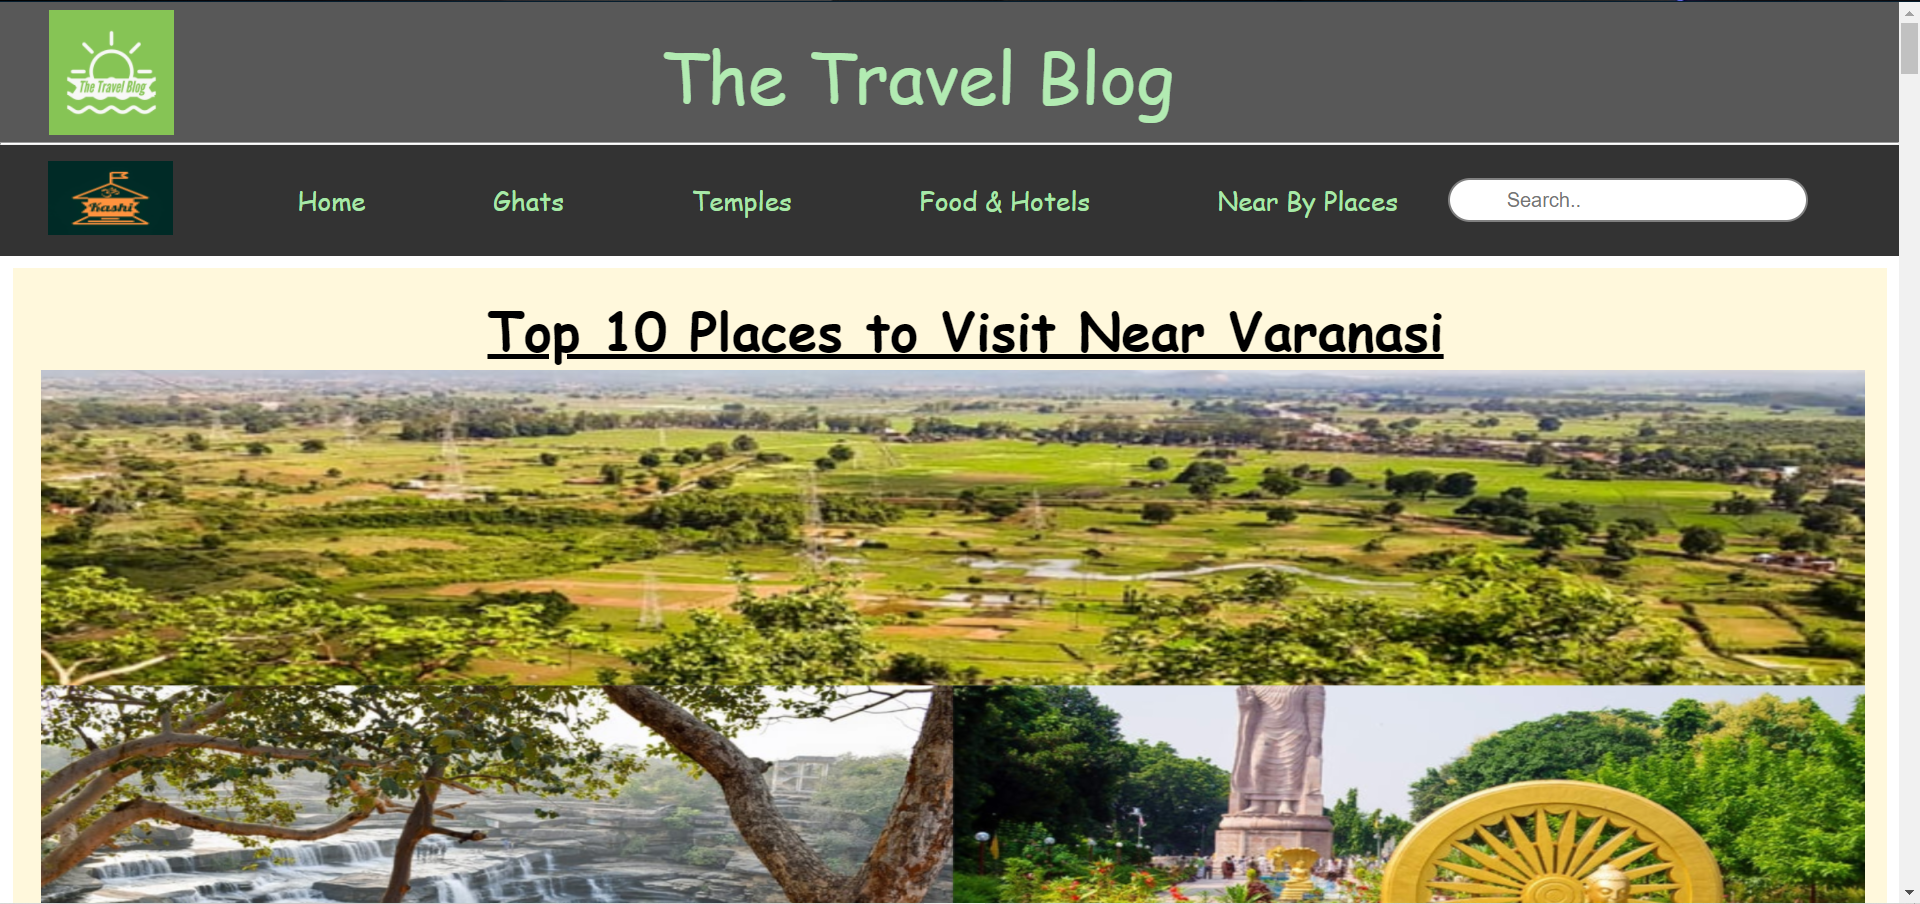 The Travel Blog
The Travel Blog
Kashi
Home
Ghats
Temples
Food & Hotels
Near By Places
Search..
Top 10 Places to Visit Near Varanasi